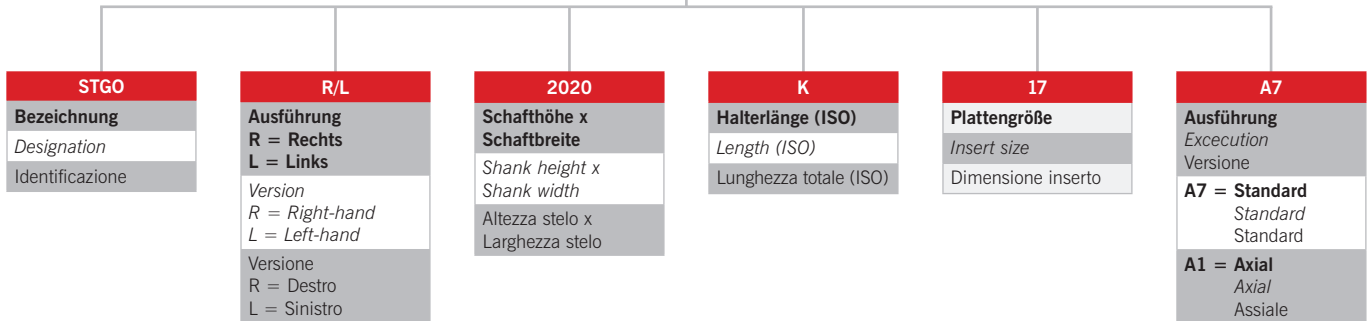 STGO
Bezeichnung
Designation
Identificazione
R/L
Ausführung
R = Rechts
L = Links
Version
R = Right-hand
L = Left-hand
Versione
R = Destro
L = Sinistro
2020
Schafthöhe x
Schaftbreite
Shank height x
Shank width
Altezza stelo x
Larghezza stelo
K
Halterlänge (ISO)
Length (ISO)
Lunghezza totale (ISO)
17
Plattengröße
Insert size
Dimensione inserto
A7
Ausführung
Excecution
Versione
A7 = Standard
Standard
Standard
A1 = Axial
Axial
Assiale